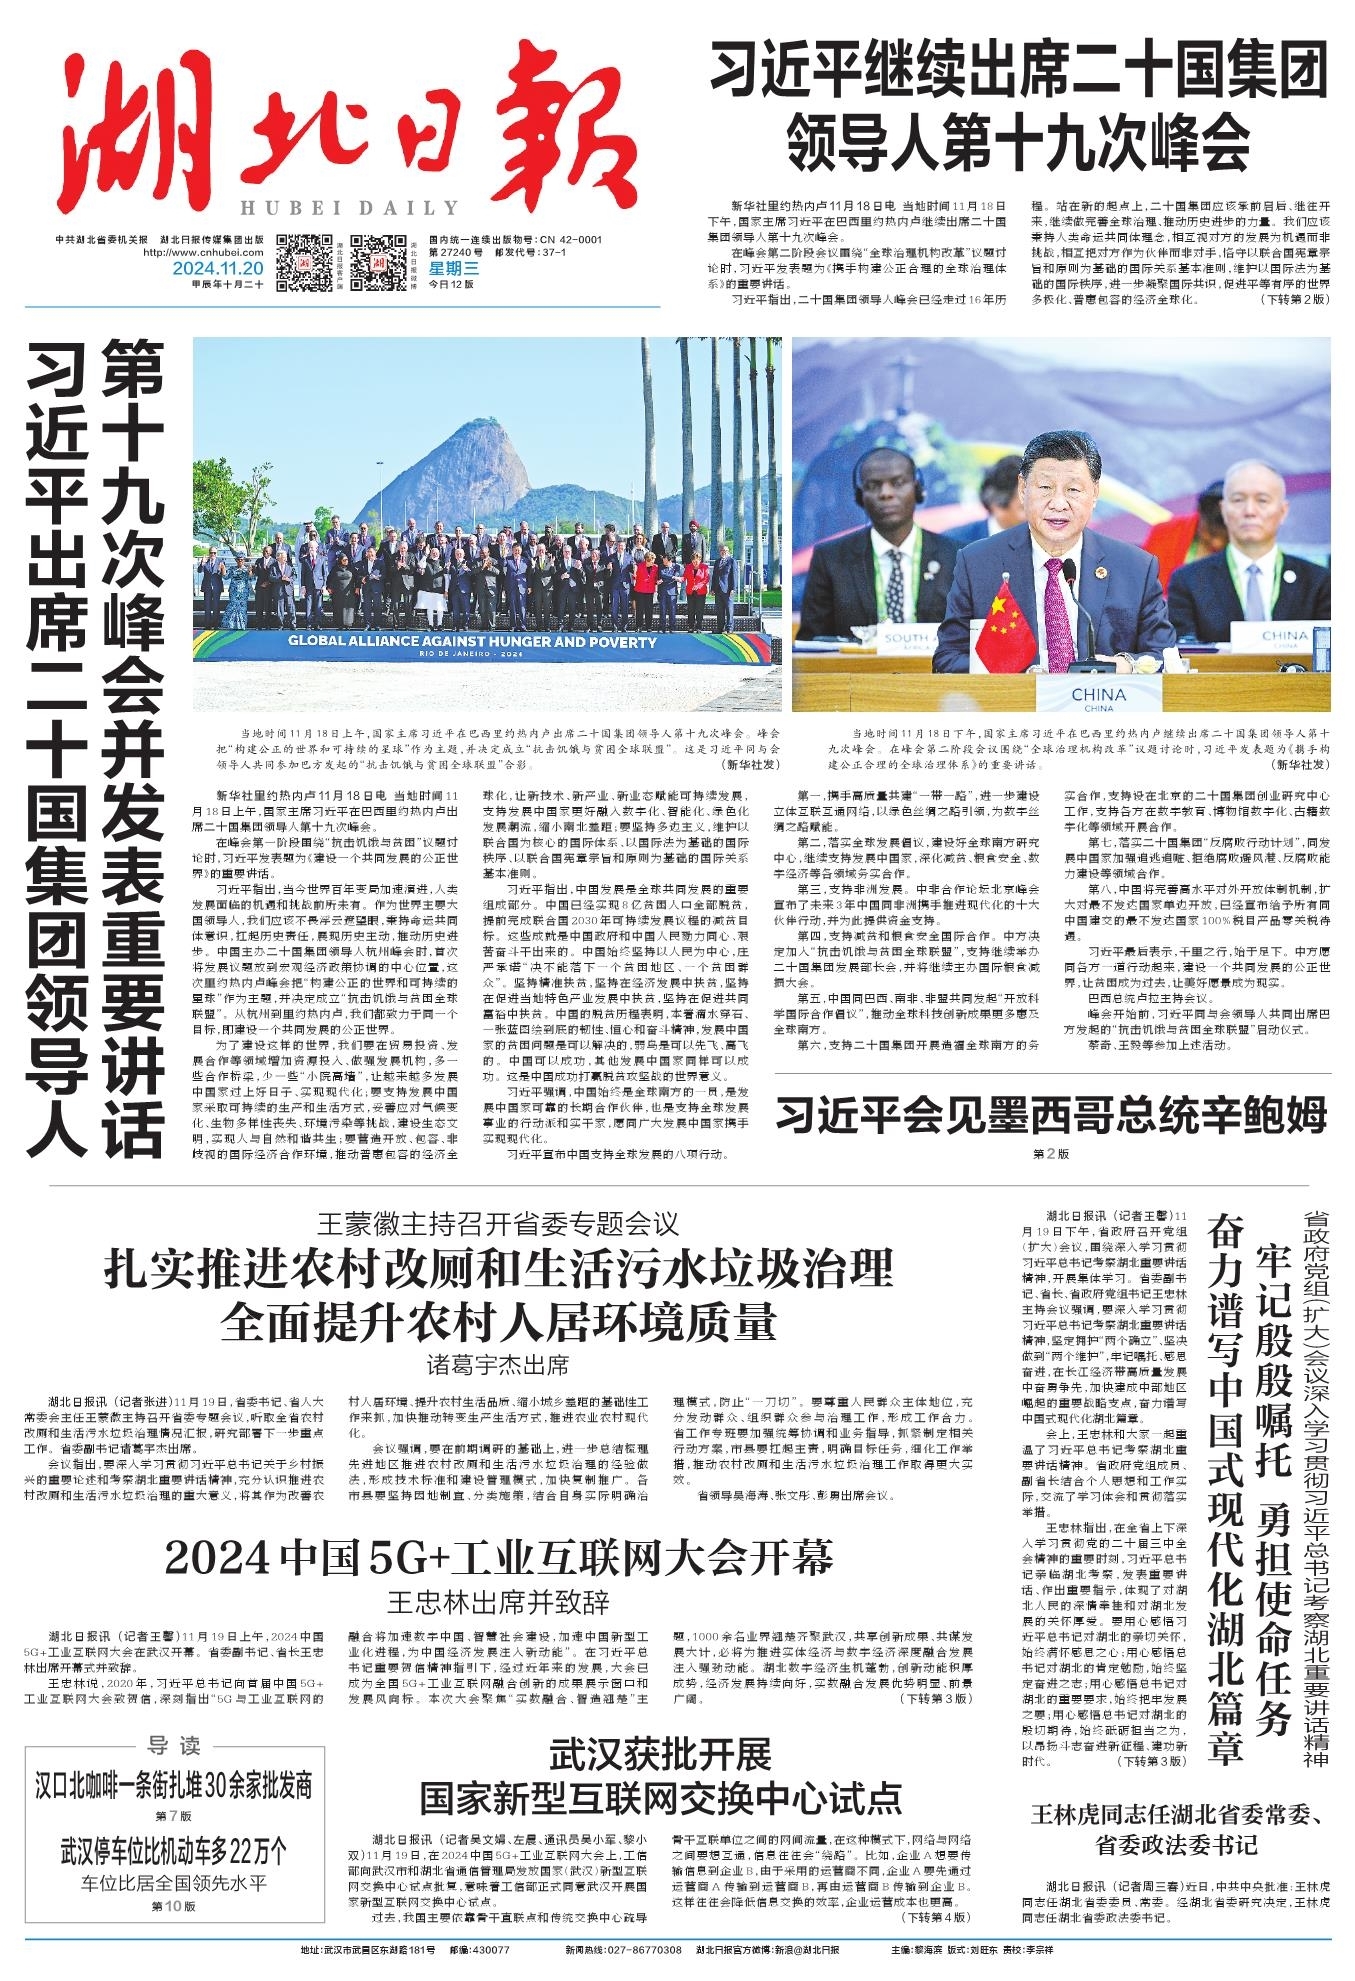 湖北日報
HUBEI DAILY
中共湖北省委机关报 湖北日报传媒集团出版
http://www.cnhubei.com
2024.11.20
甲辰年十月二十
湖北日报客户端
湖北日报微博
国内统一连续出版物号:CN 42-0001
第27240号 邮发代号:37-1
星期三
今日12版
习近平继续出席二十国集团
领导人第十九次峰会
新华社里约热内卢11月18日电 当地时间11月18日
下午,国家主席习近平在巴西里约热内卢继续出席二十国
集团领导人第十九次峰会。
在峰会第二阶段会议围绕“全球治理机构改革”议题讨
论时,习近平发表题为《携手构建公正合理的全球治理体
系》的重要讲话。
习近平指出,二十国集团领导人峰会已经走过16年历
程。站在新的起点上,二十国集团应该承前启后、继往开
来,继续做完善全球治理、推动历史进步的力量。我们应该
秉持人类命运共同体理念,相互视对方的发展为机遇而非
挑战,相互把对方作为伙伴而非对手,恪守以联合国宪章宗
旨和原则为基础的国际关系基本准则,维护以国际法为基
础的国际秩序,进一步凝聚国际共识,促进平等有序的世界
多极化、普惠包容的经济全球化。 (下转第2版)
习近平出席二十国集团领导人
第十九次峰会并发表重要讲话
GLOBAL ALLIANCE AGAINST HUNGER AND POVERTY
RIO DE JANEIRO - 2024
SOUTH A
CHINA
CHINA
CHINA
CHINA
当地时间11月18日上午,国家主席习近平在巴西里约热内卢出席二十国集团领导人第十九次峰会。峰会
把“构建公正的世界和可持续的星球”作为主题,并决定成立“抗击饥饿与贫困全球联盟”。这是习近平同与会
领导人共同参加巴方发起的“抗击饥饿与贫困全球联盟”合影。 (新华社发)
当地时间11月18日下午,国家主席习近平在巴西里约热内卢继续出席二十国集团领导人第十
九次峰会。在峰会第二阶段会议围绕“全球治理机构改革”议题讨论时,习近平发表题为《携手构
建公正合理的全球治理体系》的重要讲话。 (新华社发)
新华社里约热内卢11月18日电 当地时间11
月18日上午,国家主席习近平在巴西里约热内卢出
席二十国集团领导人第十九次峰会。
在峰会第一阶段围绕“抗击饥饿与贫困”议题讨
论时,习近平发表题为《建设一个共同发展的公正世
界》的重要讲话。
习近平指出,当今世界百年变局加速演进,人类
发展面临的机遇和挑战前所未有。作为世界主要大
国领导人,我们应该不畏浮云遮望眼,秉持命运共同
体意识,扛起历史责任,展现历史主动,推动历史进
步。中国主办二十国集团领导人杭州峰会时,首次
将发展议题放到宏观经济政策协调的中心位置,这
次里约热内卢峰会把“构建公正的世界和可持续的
星球”作为主题,并决定成立“抗击饥饿与贫困全球
联盟”。从杭州到里约热内卢,我们都致力于同一个
目标,即建设一个共同发展的公正世界。
为了建设这样的世界,我们要在贸易投资、发
展合作等领域增加资源投入、做强发展机构,多一
些合作桥梁,少一些“小院高墙”,让越来越多发展
中国家过上好日子、实现现代化;要支持发展中国
家采取可持续的生产和生活方式,妥善应对气候变
化、生物多样性丧失、环境污染等挑战,建设生态文
明,实现人与自然和谐共生;要营造开放、包容、非
歧视的国际经济合作环境,推动普惠包容的经济全
球化,让新技术、新产业、新业态赋能可持续发展,
支持发展中国家更好融入数字化、智能化、绿色化
发展潮流,缩小南北差距;要坚持多边主义,维护以
联合国为核心的国际体系、以国际法为基础的国际
秩序、以联合国宪章宗旨和原则为基础的国际关系
基本准则。
习近平指出,中国发展是全球共同发展的重要
组成部分。中国已经实现8亿贫困人口全部脱贫,
提前完成联合国2030年可持续发展议程的减贫目
标。这些成就是中国政府和中国人民勠力同心、艰
苦奋斗干出来的。中国始终坚持以人民为中心,庄
严承诺“决不能落下一个贫困地区、一个贫困群
众”。坚持精准扶贫,坚持在经济发展中扶贫,坚持
在促进当地特色产业发展中扶贫,坚持在促进共同
富裕中扶贫。中国的脱贫历程表明,本着滴水穿石、
一张蓝图绘到底的韧性、恒心和奋斗精神,发展中国
家的贫困问题是可以解决的,弱鸟是可以先飞、高飞
的。中国可以成功,其他发展中国家同样可以成
功。这是中国成功打赢脱贫攻坚战的世界意义。
习近平强调,中国始终是全球南方的一员,是发
展中国家可靠的长期合作伙伴,也是支持全球发展
事业的行动派和实干家,愿同广大发展中国家携手
实现现代化。
习近平宣布中国支持全球发展的八项行动。
第一,携手高质量共建“一带一路”,进一步建设
立体互联互通网络,以绿色丝绸之路引领,为数字丝
绸之路赋能。
第二,落实全球发展倡议,建设好全球南方研究
中心,继续支持发展中国家,深化减贫、粮食安全、数
字经济等各领域务实合作。
第三,支持非洲发展。中非合作论坛北京峰会
宣布了未来3年中国同非洲携手推进现代化的十大
伙伴行动,并为此提供资金支持。
第四,支持减贫和粮食安全国际合作。中方决
定加入“抗击饥饿与贫困全球联盟”,支持继续举办
二十国集团发展部长会,并将继续主办国际粮食减
损大会。
第五,中国同巴西、南非、非盟共同发起“开放科
学国际合作倡议”,推动全球科技创新成果更多惠及
全球南方。
第六,支持二十国集团开展造福全球南方的务
实合作,支持设在北京的二十国集团创业研究中心
工作,支持各方在数字教育、博物馆数字化、古籍数
字化等领域开展合作。
第七,落实二十国集团“反腐败行动计划”,同发
展中国家加强追逃追赃、拒绝腐败避风港、反腐败能
力建设等领域合作。
第八,中国将完善高水平对外开放体制机制,扩
大对最不发达国家单边开放,已经宣布给予所有同
中国建交的最不发达国家100%税目产品零关税待
遇。
习近平最后表示,千里之行,始于足下。中方愿
同各方一道行动起来,建设一个共同发展的公正世
界,让贫困成为过去,让美好愿景成为现实。
巴西总统卢拉主持会议。
峰会开始前,习近平同与会领导人共同出席巴
方发起的“抗击饥饿与贫困全球联盟”启动仪式。
蔡奇、王毅等参加上述活动。
习近平会见墨西哥总统辛鲍姆
第2版
王蒙徽主持召开省委专题会议
扎实推进农村改厕和生活污水垃圾治理
全面提升农村人居环境质量
诸葛宇杰出席
湖北日报讯(记者张进)11月19日,省委书记、省人大
常委会主任王蒙徽主持召开省委专题会议,听取全省农村
改厕和生活污水垃圾治理情况汇报,研究部署下一步重点
工作。省委副书记诸葛宇杰出席。
会议指出,要深入学习贯彻习近平总书记关于乡村振
兴的重要论述和考察湖北重要讲话精神,充分认识推进农
村改厕和生活污水垃圾治理的重大意义,将其作为改善农
村人居环境、提升农村生活品质、缩小城乡差距的基础性工
作来抓,加快推动转变生产生活方式,推进农业农村现代
化。
会议强调,要在前期调研的基础上,进一步总结梳理
先进地区推进农村改厕和生活污水垃圾治理的经验做
法,形成技术标准和建设管理模式,加快复制推广。各
市县要坚持因地制宜、分类施策,结合自身实际明确治
理模式,防止“一刀切”。要尊重人民群众主体地位,充
分发动群众、组织群众参与治理工作,形成工作合力。
省工作专班要加强统筹协调和业务指导,抓紧制定相关
行动方案,市县要扛起主责,明确目标任务,细化工作举
措,推动农村改厕和生活污水垃圾治理工作取得更大实
效。
省领导吴海涛、张文彤、彭勇出席会议。
2024中国5G+工业互联网大会开幕
王忠林出席并致辞
湖北日报讯(记者王馨)11月19日上午,2024中国
5G+工业互联网大会在武汉开幕。省委副书记、省长王忠
林出席开幕式并致辞。
王忠林说,2020年,习近平总书记向首届中国5G+
工业互联网大会致贺信,深刻指出“5G与工业互联网的
融合将加速数字中国、智慧社会建设,加速中国新型工
业化进程,为中国经济发展注入新动能”。在习近平总
书记重要贺信精神指引下,经过近年来的发展,大会已
成为全国5G+工业互联网融合创新的成果展示窗口和
发展风向标。本次大会聚焦“实数融合、智造翘楚”主
题,1000余名业界翘楚齐聚武汉,共享创新成果、共谋发
展大计,必将为推进实体经济与数字经济深度融合发展
注入强劲动能。湖北数字经济生机蓬勃,创新动能积厚
成势,经济发展持续向好,实数融合发展优势明显、前景
广阔。 (下转第3版)
省政府党组(扩大)会议深入学习贯彻习近平总书记考察湖北重要讲话精神
牢记殷殷嘱托 勇担使命任务
奋力谱写中国式现代化湖北篇章
湖北日报讯(记者王馨)11
月19日下午,省政府召开党组
(扩大)会议,围绕深入学习贯彻
习近平总书记考察湖北重要讲话
精神,开展集体学习。省委副书
记、省长、省政府党组书记王忠林
主持会议强调,要深入学习贯彻
习近平总书记考察湖北重要讲话
精神,坚定拥护“两个确立”、坚决
做到“两个维护”,牢记嘱托、感恩
奋进,在长江经济带高质量发展
中奋勇争先,加快建成中部地区
崛起的重要战略支点,奋力谱写
中国式现代化湖北篇章。
会上,王忠林和大家一起重
温了习近平总书记考察湖北重
要讲话精神。省政府党组成员、
副省长结合个人思想和工作实
际,交流了学习体会和贯彻落实
举措。
王忠林指出,在全省上下深
入学习贯彻党的二十届三中全
会精神的重要时刻,习近平总书
记亲临湖北考察,发表重要讲
话、作出重要指示,体现了对湖
北人民的深情牵挂和对湖北发
展的关怀厚爱。要用心感悟习
近平总书记对湖北的亲切关怀,
始终满怀感恩之心;用心感悟总
书记对湖北的肯定勉励,始终坚
定奋进之志;用心感悟总书记对
湖北的重要要求,始终把牢发展
之要;用心感悟总书记对湖北的
殷切期待,始终砥砺担当之为,
以昂扬斗志奋进新征程、建功新
时代。 (下转第3版)
导读
汉口北咖啡一条街扎堆30余家批发商
第7版
武汉停车位比机动车多22万个
车位比居全国领先水平
第10版
武汉获批开展
国家新型互联网交换中心试点
湖北日报讯(记者吴文娟、左晨、通讯员吴小军、黎小
双)11月19日,在2024中国5G+工业互联网大会上,工信
部向武汉市和湖北省通信管理局发放国家(武汉)新型互联
网交换中心试点批复,意味着工信部正式同意武汉开展国
家新型互联网交换中心试点。
过去,我国主要依靠骨干直联点和传统交换中心疏导
骨干互联单位之间的网间流量,在这种模式下,网络与网络
之间要想互通,信息往往会“绕路”。比如,企业A想要传
输信息到企业B,由于采用的运营商不同,企业A要先通过
运营商A传输到运营商B,再由运营商B传输到企业B。
这样往往会降低信息交换的效率,企业运营成本也更高。
(下转第4版)
王林虎同志任湖北省委常委、
省委政法委书记
湖北日报讯(记者周三春)近日,中共中央批准:王林虎
同志任湖北省委委员、常委。经湖北省委研究决定,王林虎
同志任湖北省委政法委书记。
地址:武汉市武昌区东湖路181号 邮编:430077 新闻热线:027-86770308 湖北日报官方微博:新浪@湖北日报 主编:黎海滨 版式:刘旺东 责校:李宗祥